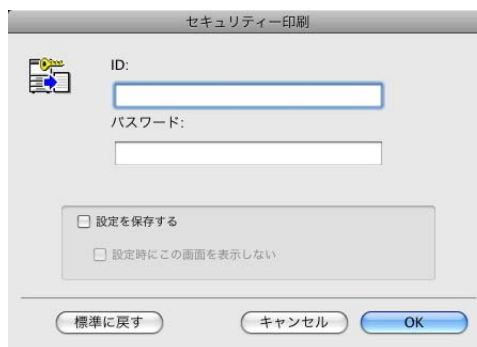 セキュリティー印刷
ID:
パスワード:
設定を保存する
設定時にこの画面を表示しない
標準に戻す キャンセル OK